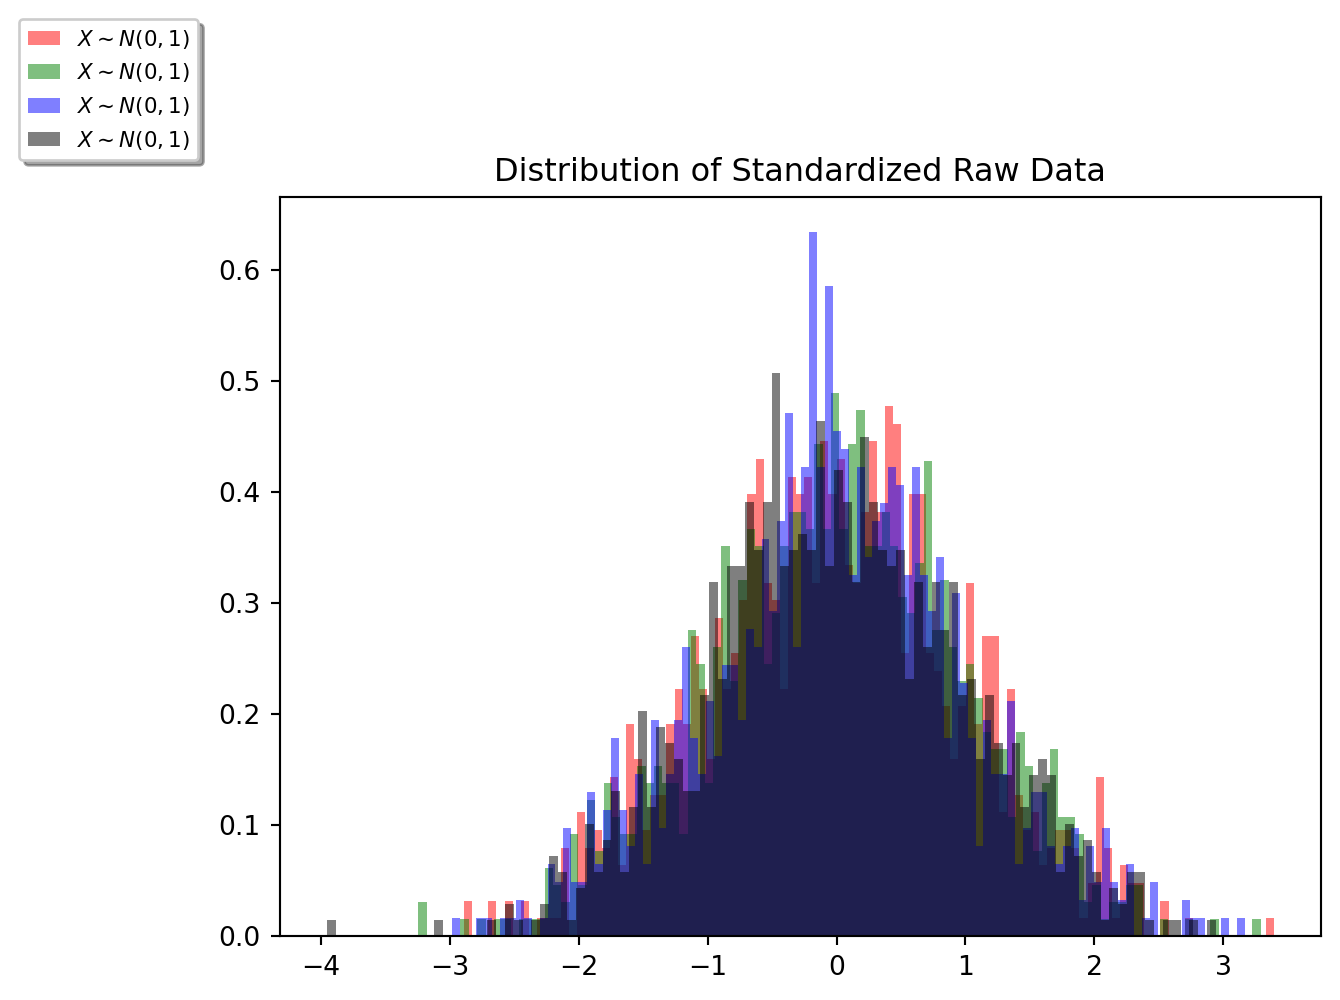 X ~ N(0, 1)
X ~ N(0, 1)
X ~ N(0, 1)
X ~ N(0, 1)
Distribution of Standardized Raw Data
0.6
0.5
0.4
0.3
0.2
0.1
0.0
−4 −3 −2 −1 0 1 2 3